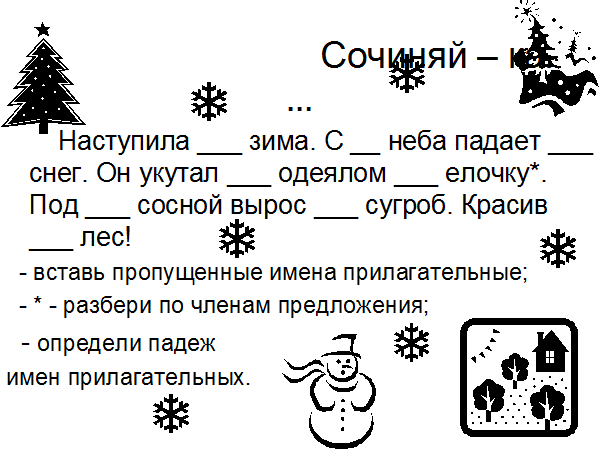 Сочиняй – ка
...
Наступила ___ зима. С __ неба падает ___
снег. Он укутал ___ одеялом ___ елочку*.
Под ___ сосной вырос ___ сугроб. Красив
___ лес!
- вставь пропущенные имена прилагательные;
- * - разбери по членам предложения;
- определи падеж
имен прилагательных.